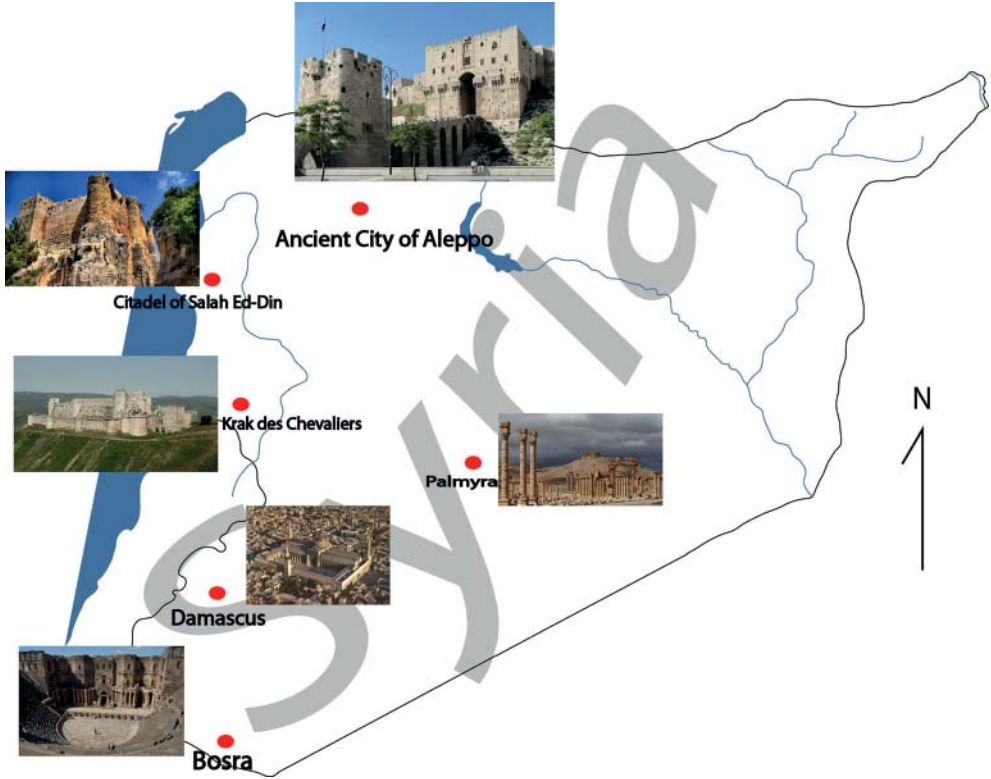 Ancient City of Aleppo
Citadel of Salah Ed-Din
Krak des Chevaliers
N
Palmyra
Damascus
Bosra
Syria